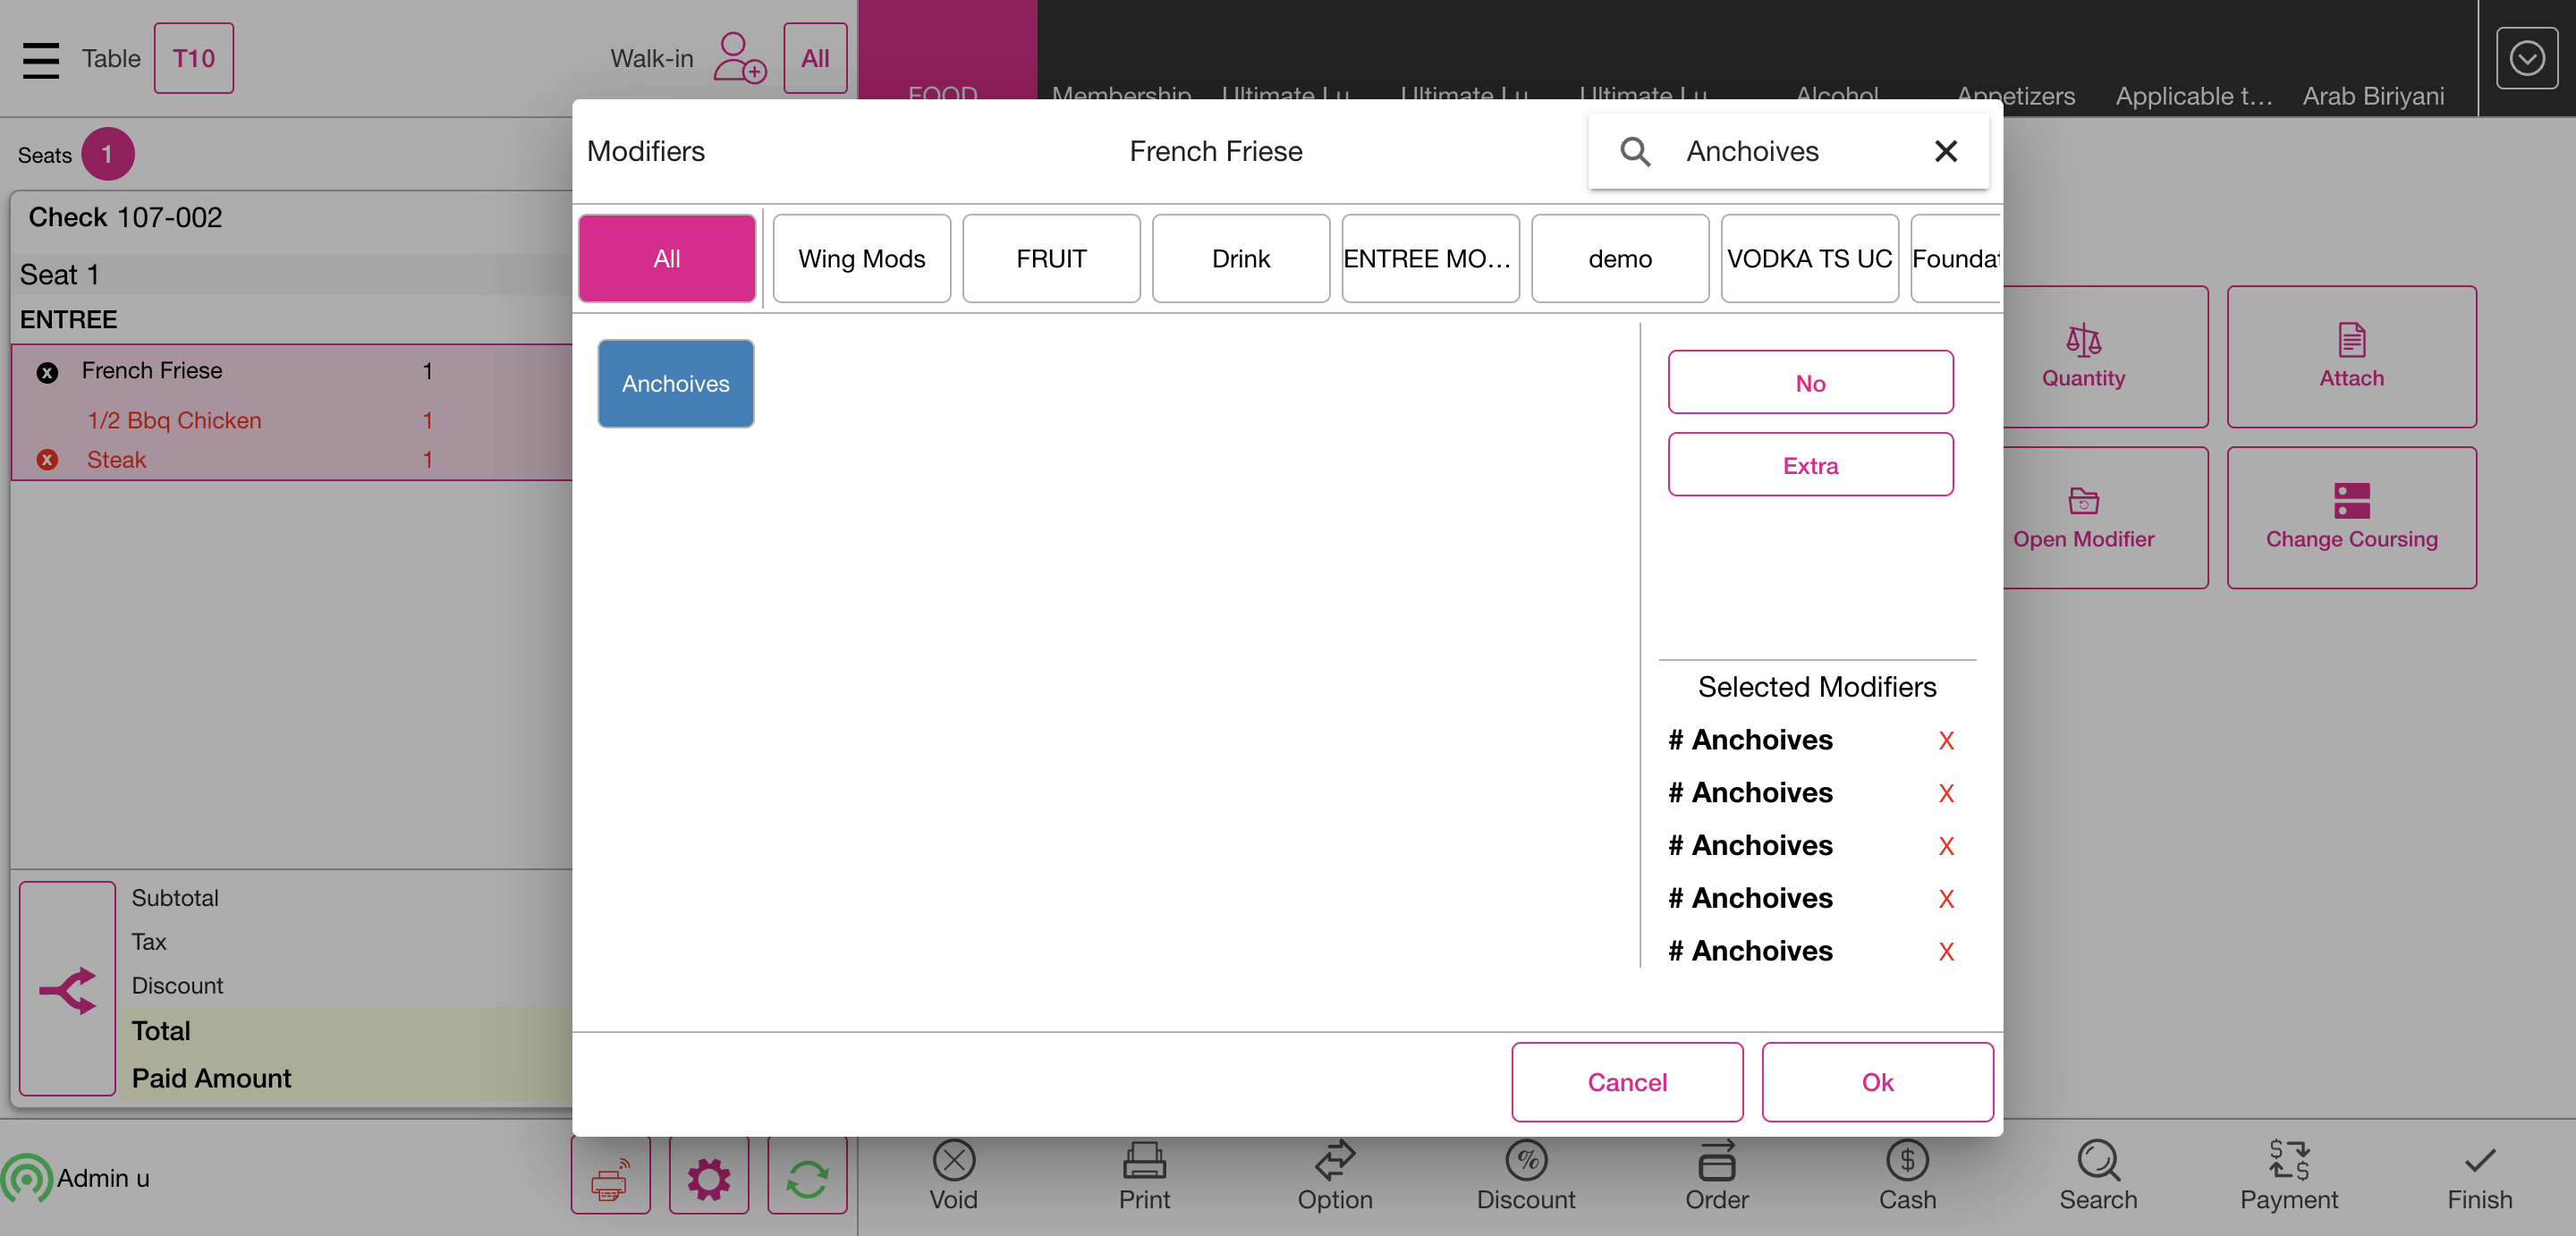 Table T10 Walk-in All
FOOD Membership Ultimate Lu Ultimate Lu Ultimate Lu Alcohol Appetizers Applicable t... Arab Biriyani
Seats 1
Check 107-002
Seat 1
ENTREE
French Friese 1
1/2 Bbq Chicken 1
Steak 1
Subtotal
Tax
Discount
Total
Paid Amount
Modifiers French Friese Anchoives
All Wing Mods FRUIT Drink ENTREE MO... demo VODKA TS UC Foundat
Anchoives
No
Extra
Selected Modifiers
# Anchoives X
# Anchoives X
# Anchoives X
# Anchoives X
# Anchoives X
Cancel Ok
Quantity Attach
Open Modifier Change Coursing
Admin u
Void Print Option Discount Order Cash Search Payment Finish